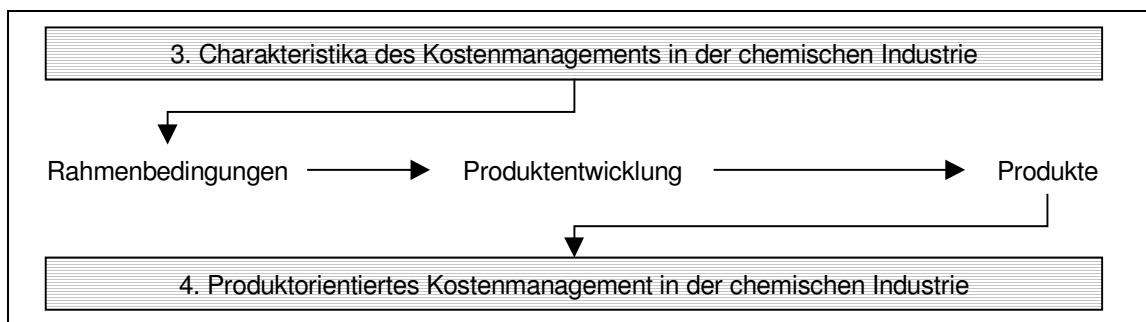 3. Charakteristika des Kostenmanagements in der chemischen Industrie
Rahmenbedingungen Produktentwicklung Produkte
4. Produktorientiertes Kostenmanagement in der chemischen Industrie